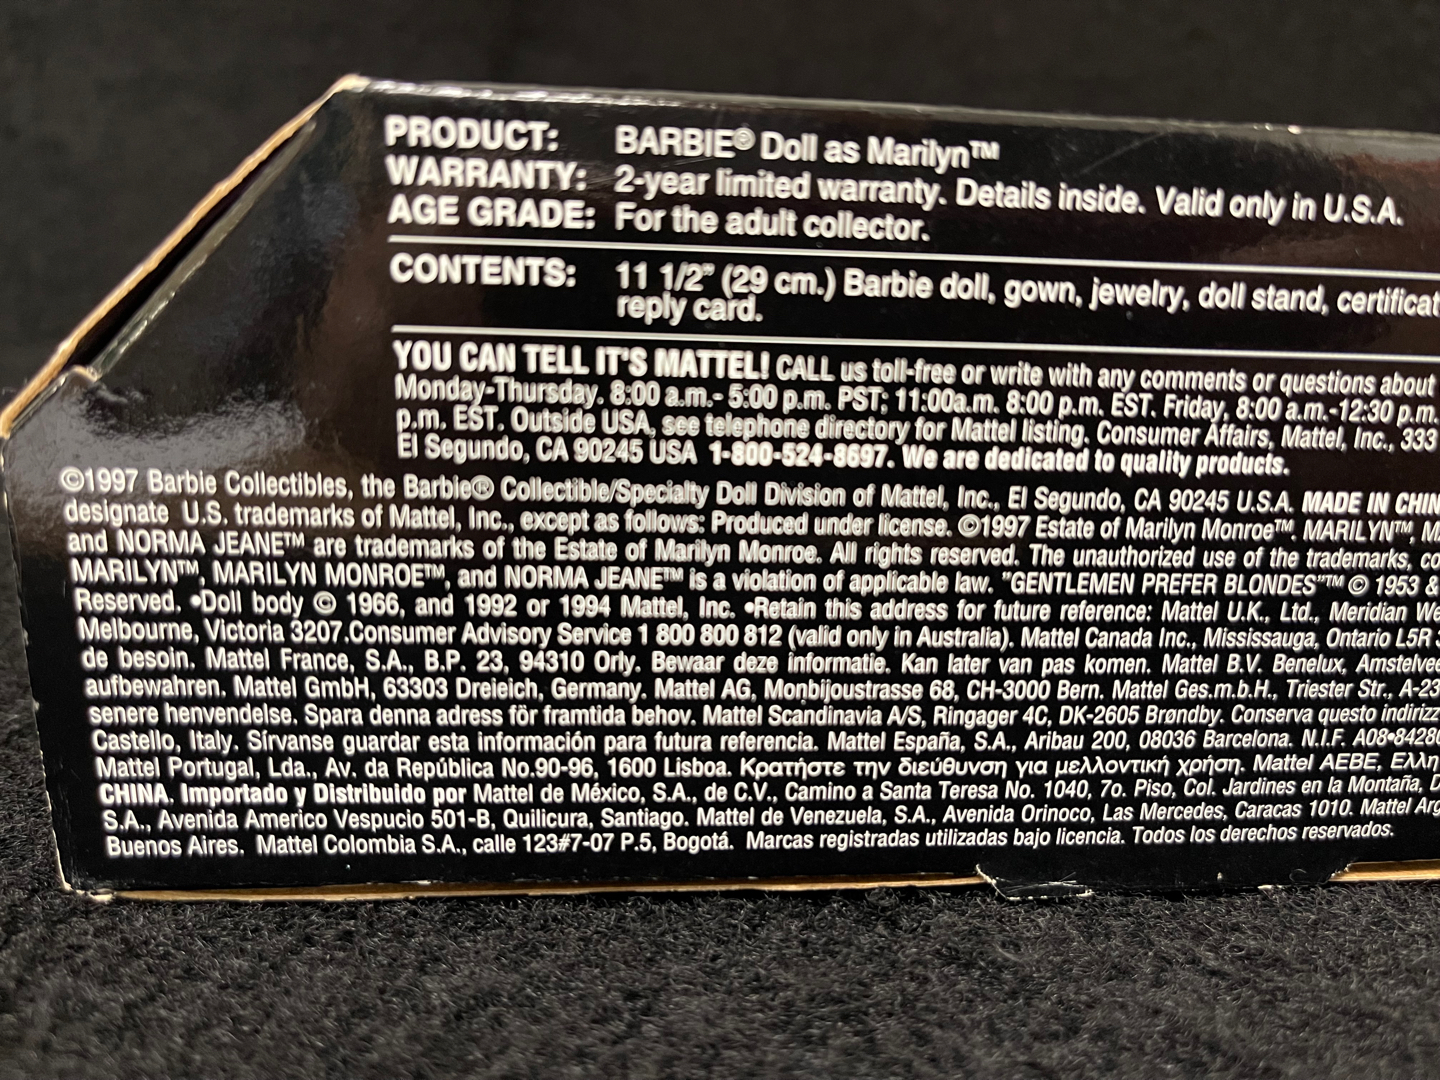 PRODUCT: BARBIE® Doll as Marilyn™
WARRANTY: 2-year limited warranty. Details inside. Valid only in U.S.A.
AGE GRADE: For the adult collector.
CONTENTS: 11 1/2” (29 cm.) Barbie doll, gown, jewelry, doll stand, certificat
reply card.
YOU CAN TELL IT'S MATTEL! CALL us toll-free or write with any comments or questions about
Monday-Thursday. 8:00 a.m.- 5:00 p.m. PST; 11:00a.m. 8:00 p.m. EST. Friday, 8:00 a.m.-12:30 p.m.
p.m. EST. Outside USA, see telephone directory for Mattel listing. Consumer Affairs, Mattel, Inc., 333
El Segundo, CA 90245 USA 1-800-524-8697. We are dedicated to quality products.
©1997 Barbie Collectibles, the Barbie® Collectible/Specialty Doll Division of Mattel, Inc., El Segundo, CA 90245 U.S.A. MADE IN CHIN
designate U.S. trademarks of Mattel, Inc., except as follows: Produced under license. ©1997 Estate of Marilyn Monroe™. MARILYN™, M
and NORMA JEANE™ are trademarks of the Estate of Marilyn Monroe. All rights reserved. The unauthorized use of the trademarks, co
MARILYN™, MARILYN MONROE™, and NORMA JEANE™ is a violation of applicable law. "GENTLEMEN PREFER BLONDES"™ © 1953 &
Reserved. •Doll body © 1966, and 1992 or 1994 Mattel, Inc. •Retain this address for future reference: Mattel U.K., Ltd., Meridian We
Melbourne, Victoria 3207.Consumer Advisory Service 1 800 800 812 (valid only in Australia). Mattel Canada Inc., Mississauga, Ontario L5R
de besoin. Mattel France, S.A., B.P. 23, 94310 Orly. Bewaar deze informatie. Kan later van pas komen. Mattel B.V. Benelux, Amstelvee
aufbewahren. Mattel GmbH, 63303 Dreieich, Germany. Mattel AG, Monbijoustrasse 68, CH-3000 Bern. Mattel Ges.m.b.H., Triester Str., A-23
senere henvendelse. Spara denna adress för framtida behov. Mattel Scandinavia A/S, Ringager 4C, DK-2605 Brøndby. Conserva questo indirizz
Castello, Italy. Sírvanse guardar esta información para futura referencia. Mattel España, S.A., Aribau 200, 08036 Barcelona. N.I.F. A08•8428
Mattel Portugal, Lda., Av. da República No.90-96, 1600 Lisboa. Κρατήστε την διεύθυνση για μελλοντική χρήση. Mattel AEBE, Ελλη
CHINA. Importado y Distribuido por Mattel de México, S.A., de C.V., Camino a Santa Teresa No. 1040, 7o. Piso, Col. Jardines en la Montaña, D
S.A., Avenida Americo Vespucio 501-B, Quilicura, Santiago. Mattel de Venezuela, S.A., Avenida Orinoco, Las Mercedes, Caracas 1010. Mattel Arg
Buenos Aires. Mattel Colombia S.A., calle 123#7-07 P.5, Bogotá. Marcas registradas utilizadas bajo licencia. Todos los derechos reservados.